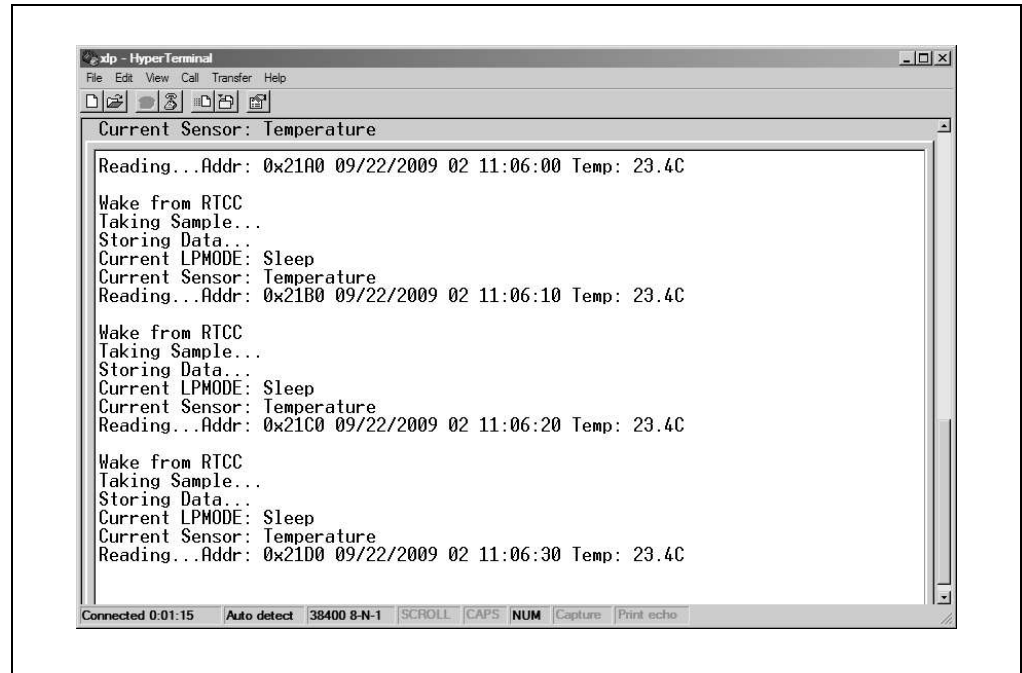 xlp - HyperTerminal
File Edit View Call Transfer Help
Current Sensor: Temperature
Reading...Addr: 0x21A0 09/22/2009 02 11:06:00 Temp: 23.4C
Wake from RTCC
Taking Sample...
Storing Data...
Current LPMODE: Sleep
Current Sensor: Temperature
Reading...Addr: 0x21B0 09/22/2009 02 11:06:10 Temp: 23.4C
Wake from RTCC
Taking Sample...
Storing Data...
Current LPMODE: Sleep
Current Sensor: Temperature
Reading...Addr: 0x21C0 09/22/2009 02 11:06:20 Temp: 23.4C
Wake from RTCC
Taking Sample...
Storing Data...
Current LPMODE: Sleep
Current Sensor: Temperature
Reading...Addr: 0x21D0 09/22/2009 02 11:06:30 Temp: 23.4C
Connected 0:01:15 Auto detect 38400 8-N-1 SCROLL CAPS NUM Capture Print echo